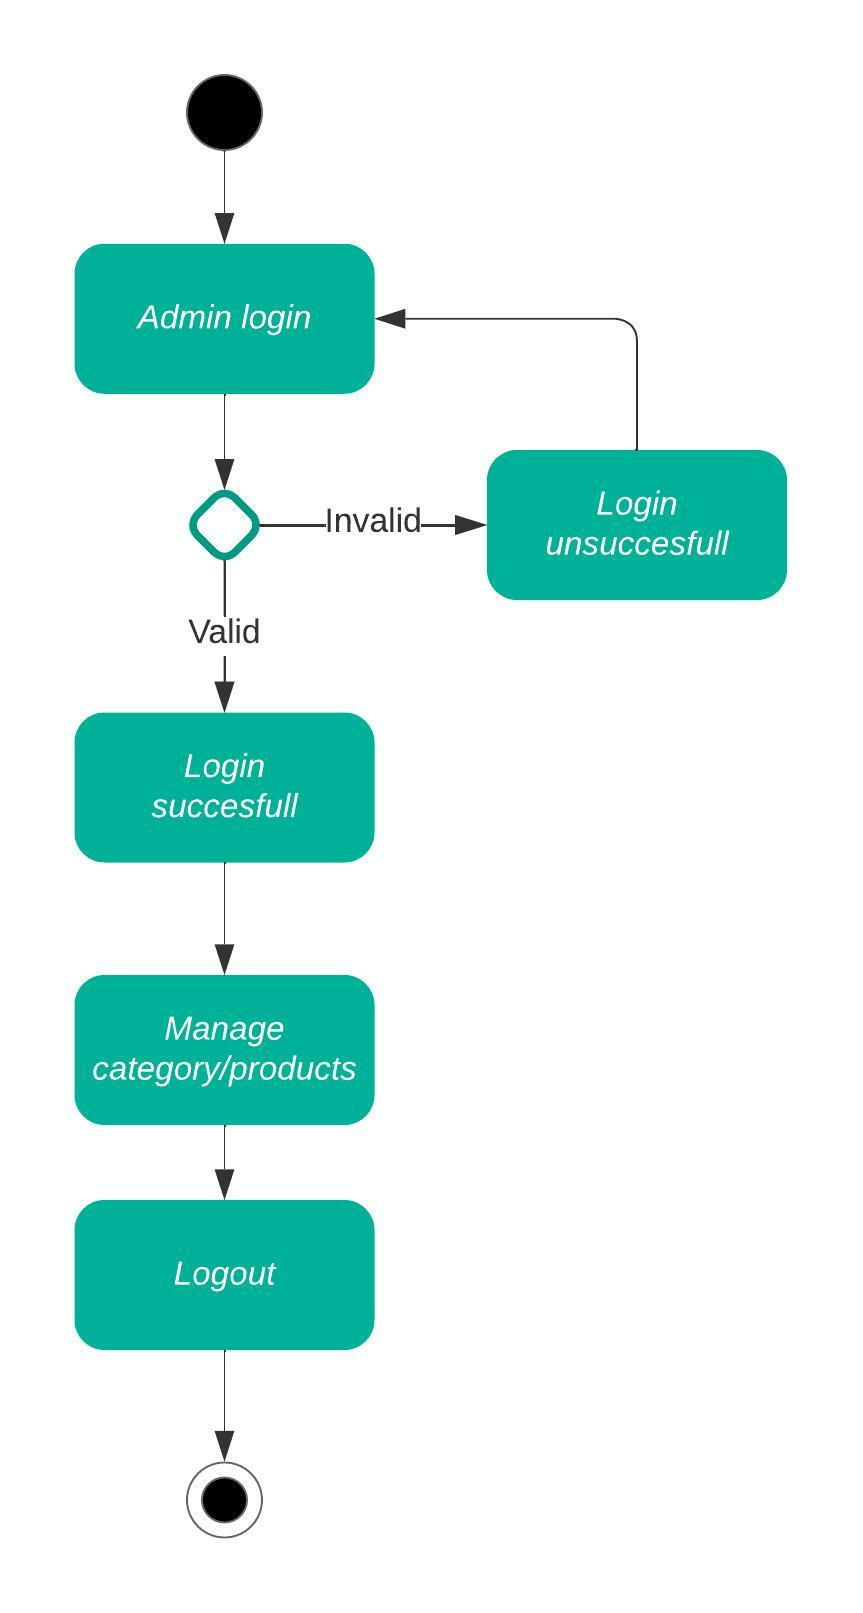 Admin login
Invalid
Login
unsuccesfull
Valid
Login
succesfull
Manage
category/products
Logout